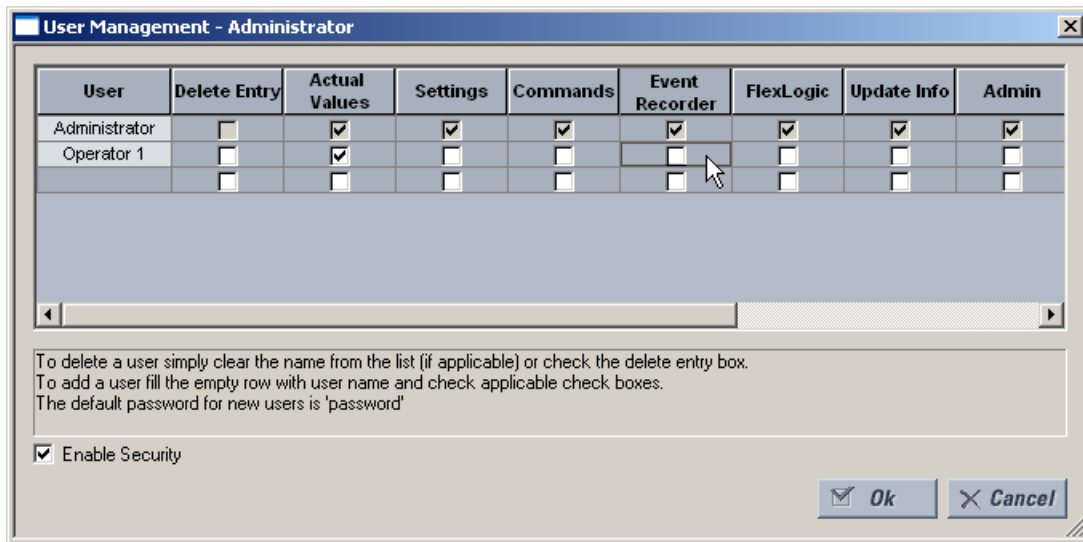 User Management - Administrator
User Delete Entry Actual Values Settings Commands Event Recorder FlexLogic Update Info Admin
Administrator
Operator 1
To delete a user simply clear the name from the list (if applicable) or check the delete entry box.
To add a user fill the empty row with user name and check applicable check boxes.
The default password for new users is 'password'
Enable Security
Ok Cancel